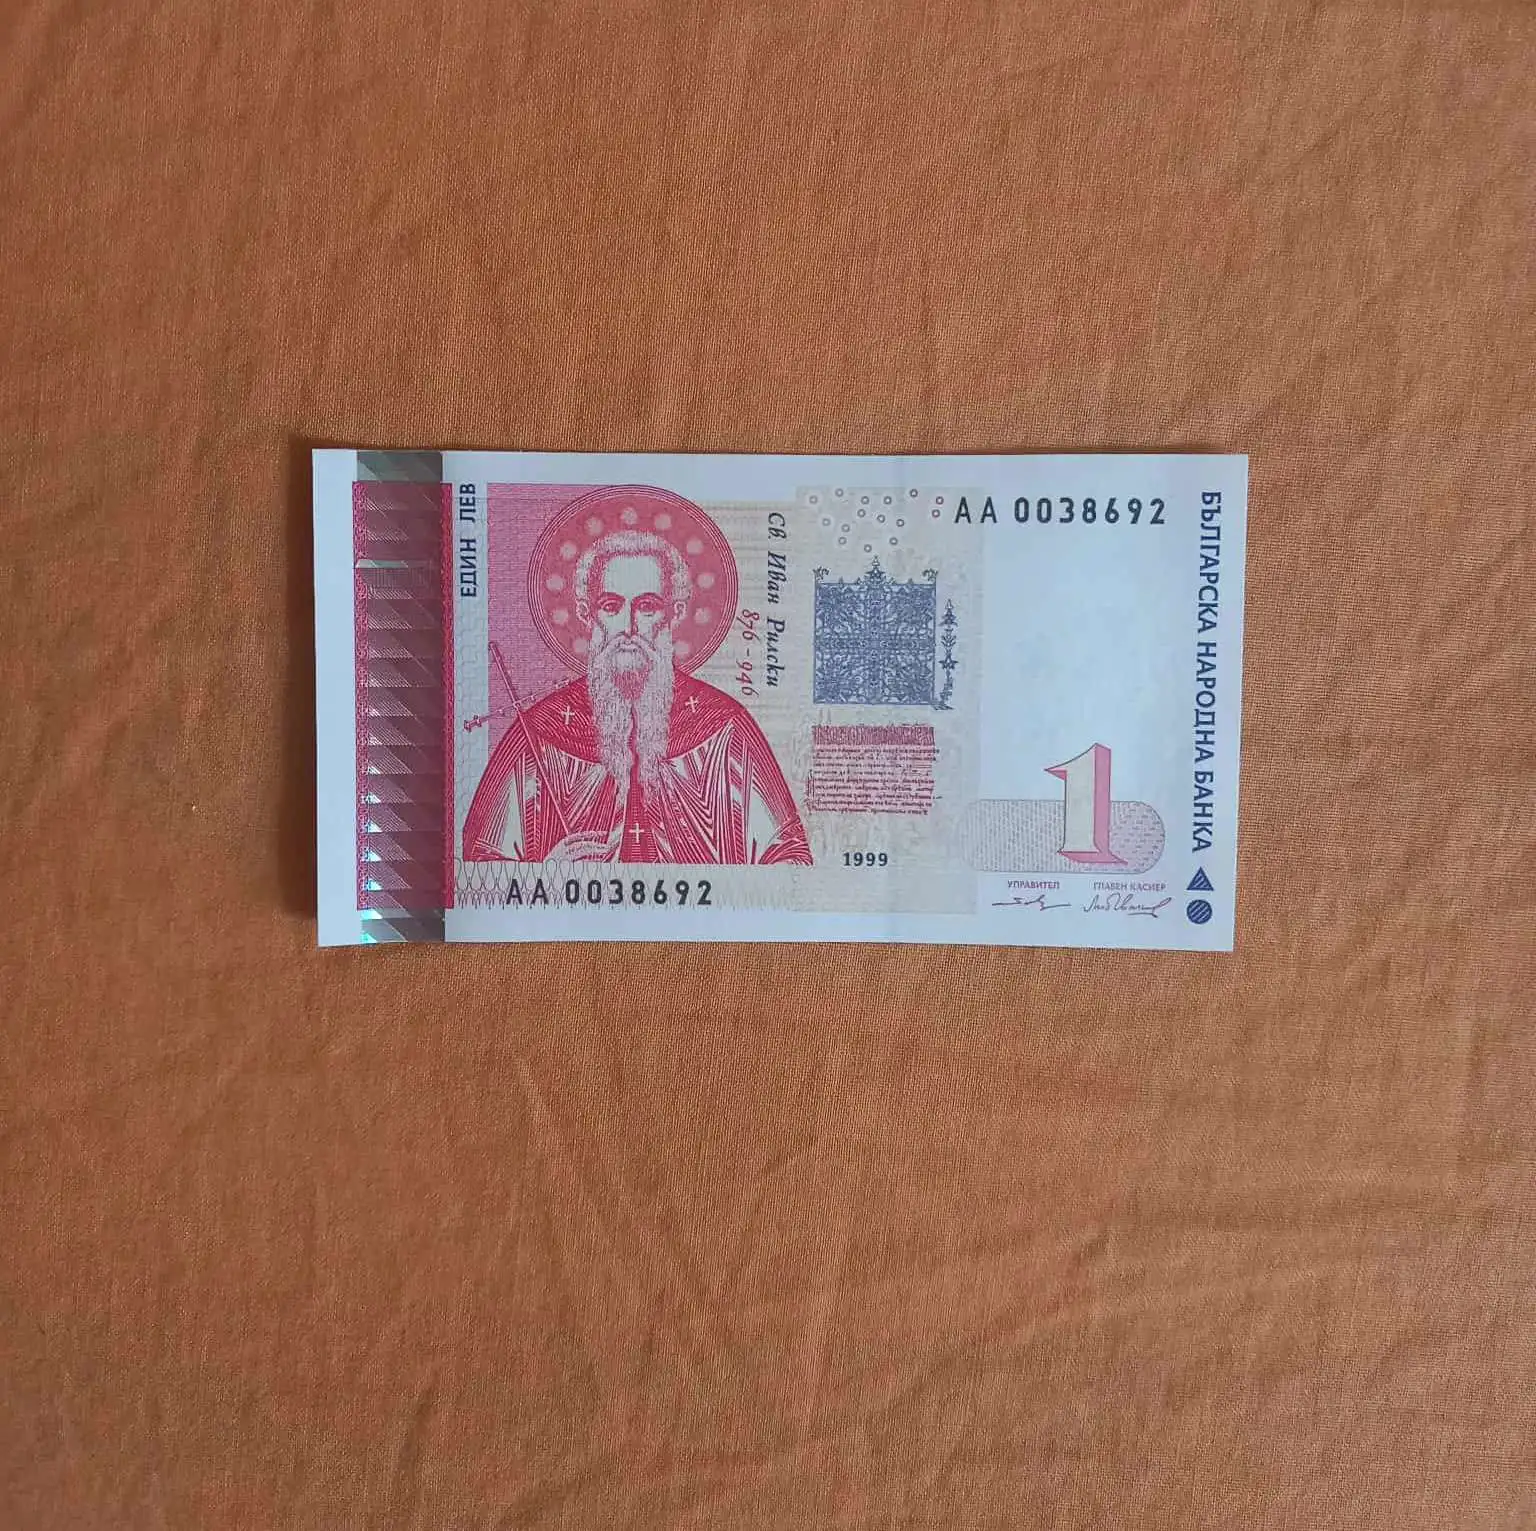 ЕДИН ЛЕВ
Св. Иван Рилски
876 - 946
АА 0038692
1999
АА 0038692
1
УПРАВИТЕЛ
ГЛАВЕН КАСИЕР
БЪЛГАРСКА НАРОДНА БАНКА